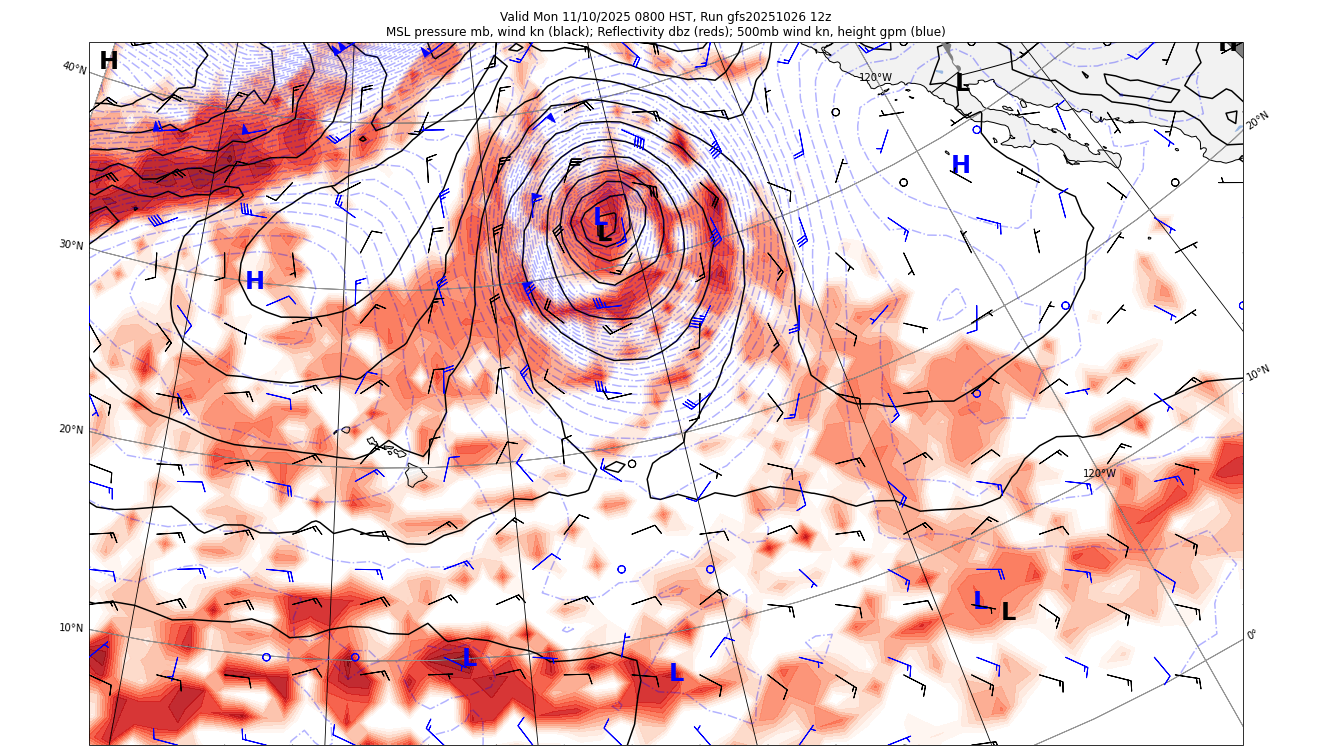 Valid Mon 11/10/2025 0800 HST, Run gfs20251026 12z
MSL pressure mb, wind kn (black); Reflectivity dbz (reds); 500mb wind kn, height gpm (blue)
H
H
40°N
120°W
L
20°N
H
L
L
30°N
H
10°N
20°N
120°W
L
L
10°N
0°
L
L